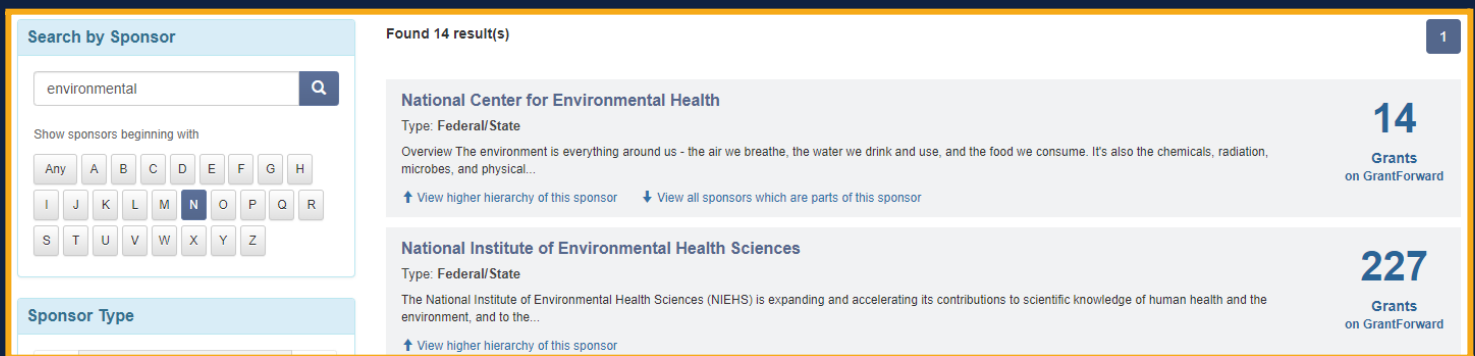 Search by Sponsor
environmental
Show sponsors beginning with
Any A B C D E F G H
I J K L M N O P Q R
S T U V W X Y Z
Sponsor Type
Found 14 result(s)
1
National Center for Environmental Health
Type: Federal/State
Overview The environment is everything around us - the air we breathe, the water we drink and use, and the food we consume. It's also the chemicals, radiation,
microbes, and physical...
View higher hierarchy of this sponsor View all sponsors which are parts of this sponsor
14
Grants
on GrantForward
National Institute of Environmental Health Sciences
Type: Federal/State
The National Institute of Environmental Health Sciences (NIEHS) is expanding and accelerating its contributions to scientific knowledge of human health and the
environment, and to the...
View higher hierarchy of this sponsor
227
Grants
on GrantForward